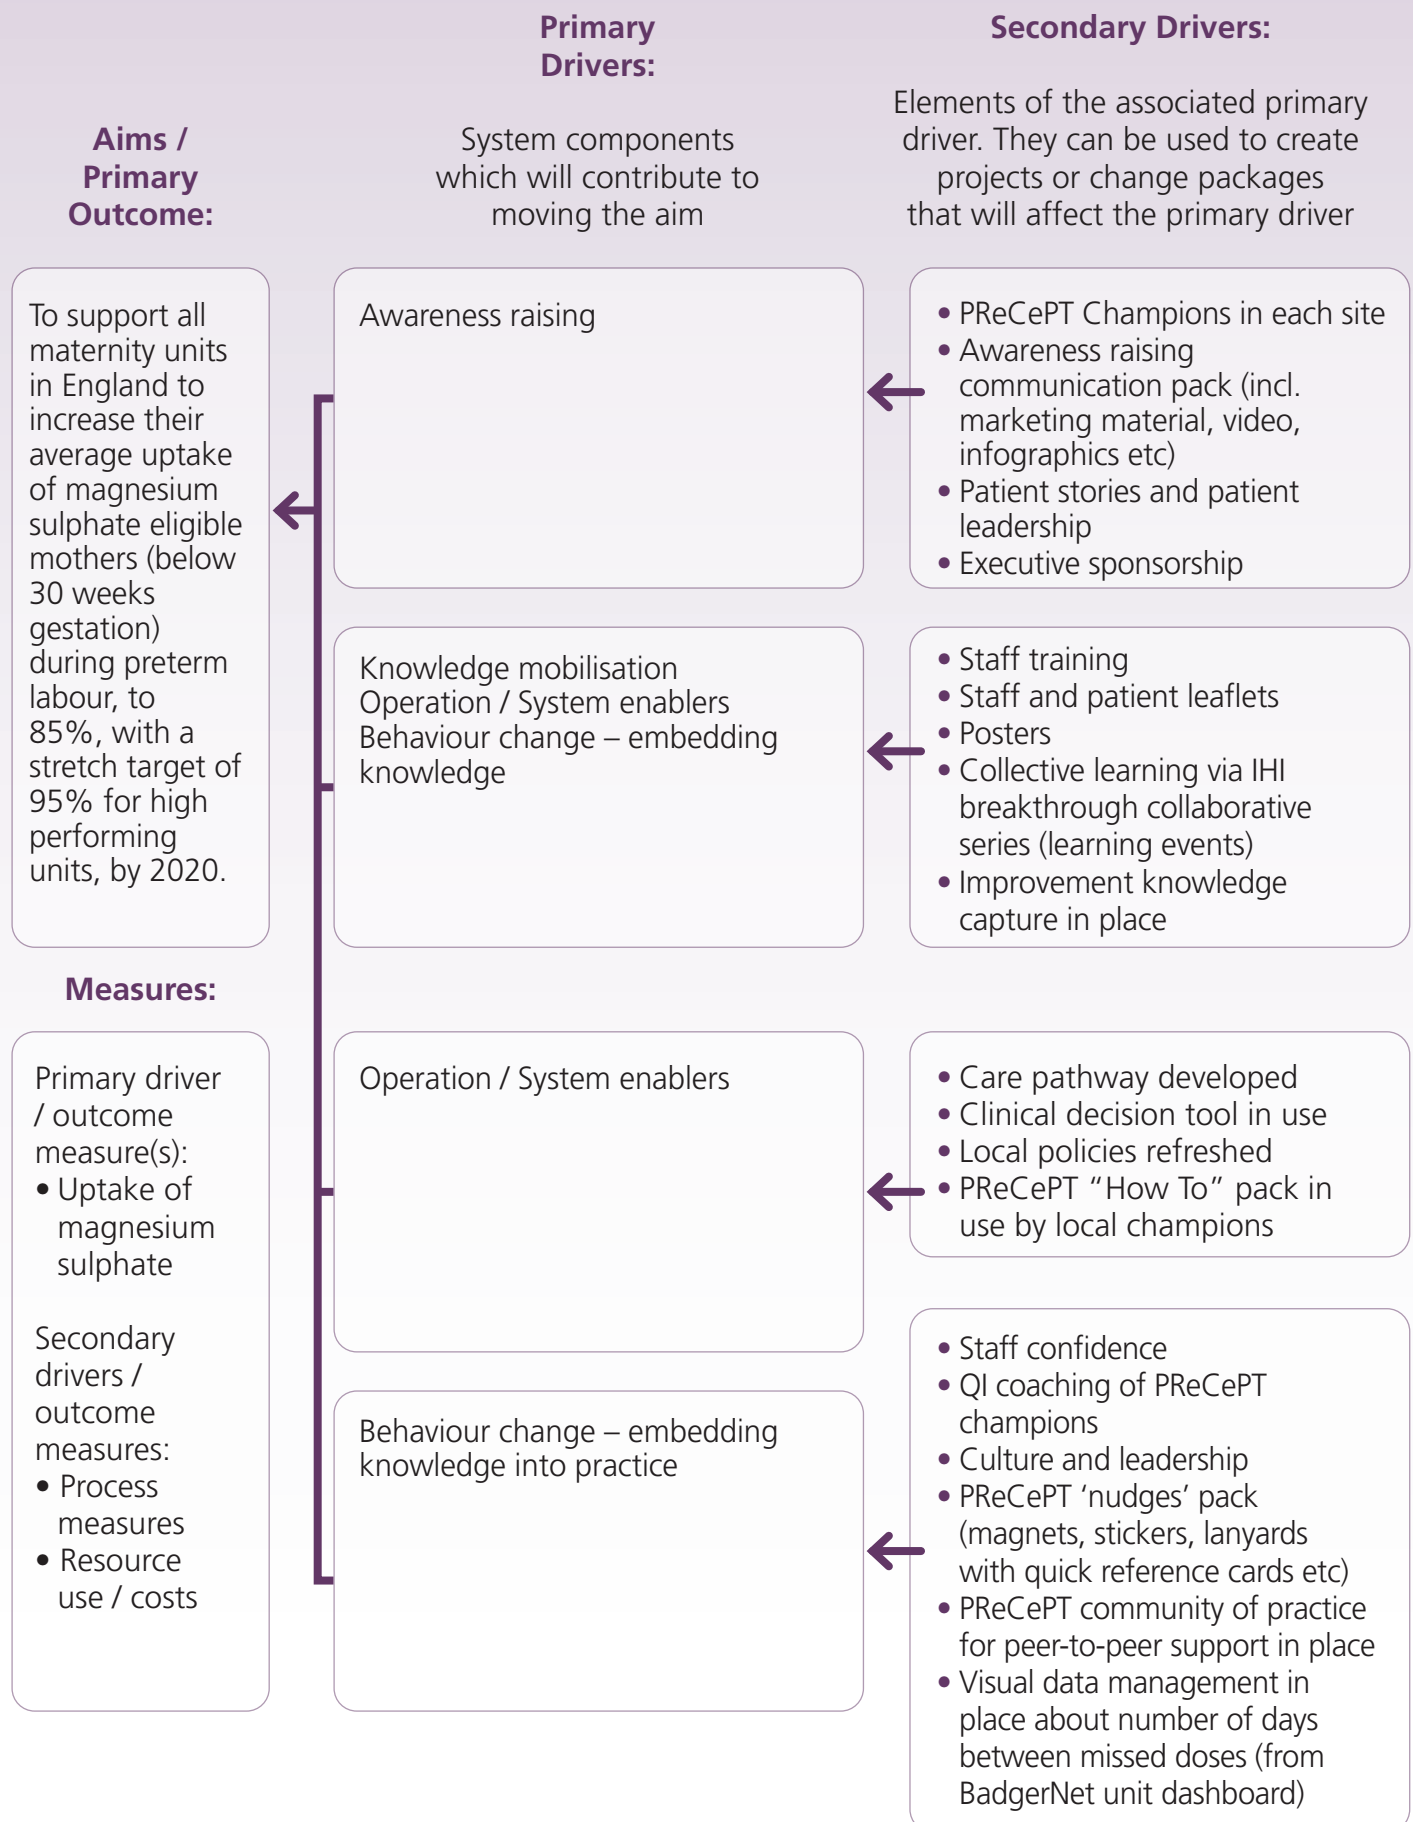 Primary
Drivers:
System components
which will contribute to
moving the aim
Secondary Drivers:
Elements of the associated primary
driver. They can be used to create
projects or change packages
that will affect the primary driver
Aims /
Primary
Outcome:
To support all
maternity units
in England to
increase their
average uptake
of magnesium
sulphate eligible
mothers (below
30 weeks
gestation)
during preterm
labour, to
85%, with a
stretch target of
95% for high
performing
units, by 2020.
Awareness raising
• PReCePT Champions in each site
• Awareness raising
communication pack (incl.
marketing material, video,
infographics etc)
• Patient stories and patient
leadership
• Executive sponsorship
Knowledge mobilisation
Operation / System enablers
Behaviour change – embedding
knowledge
• Staff training
• Staff and patient leaflets
• Posters
• Collective learning via IHI
breakthrough collaborative
series (learning events)
• Improvement knowledge
capture in place
Measures:
Primary driver
/ outcome
measure(s):
• Uptake of
magnesium
sulphate
Secondary
drivers /
outcome
measures:
• Process
measures
• Resource
use / costs
Operation / System enablers
• Care pathway developed
• Clinical decision tool in use
• Local policies refreshed
• PReCePT “How To” pack in
use by local champions
Behaviour change – embedding
knowledge into practice
• Staff confidence
• QI coaching of PReCePT
champions
• Culture and leadership
• PReCePT ‘nudges’ pack
(magnets, stickers, lanyards
with quick reference cards etc)
• PReCePT community of practice
for peer-to-peer support in place
• Visual data management in
place about number of days
between missed doses (from
BadgerNet unit dashboard)